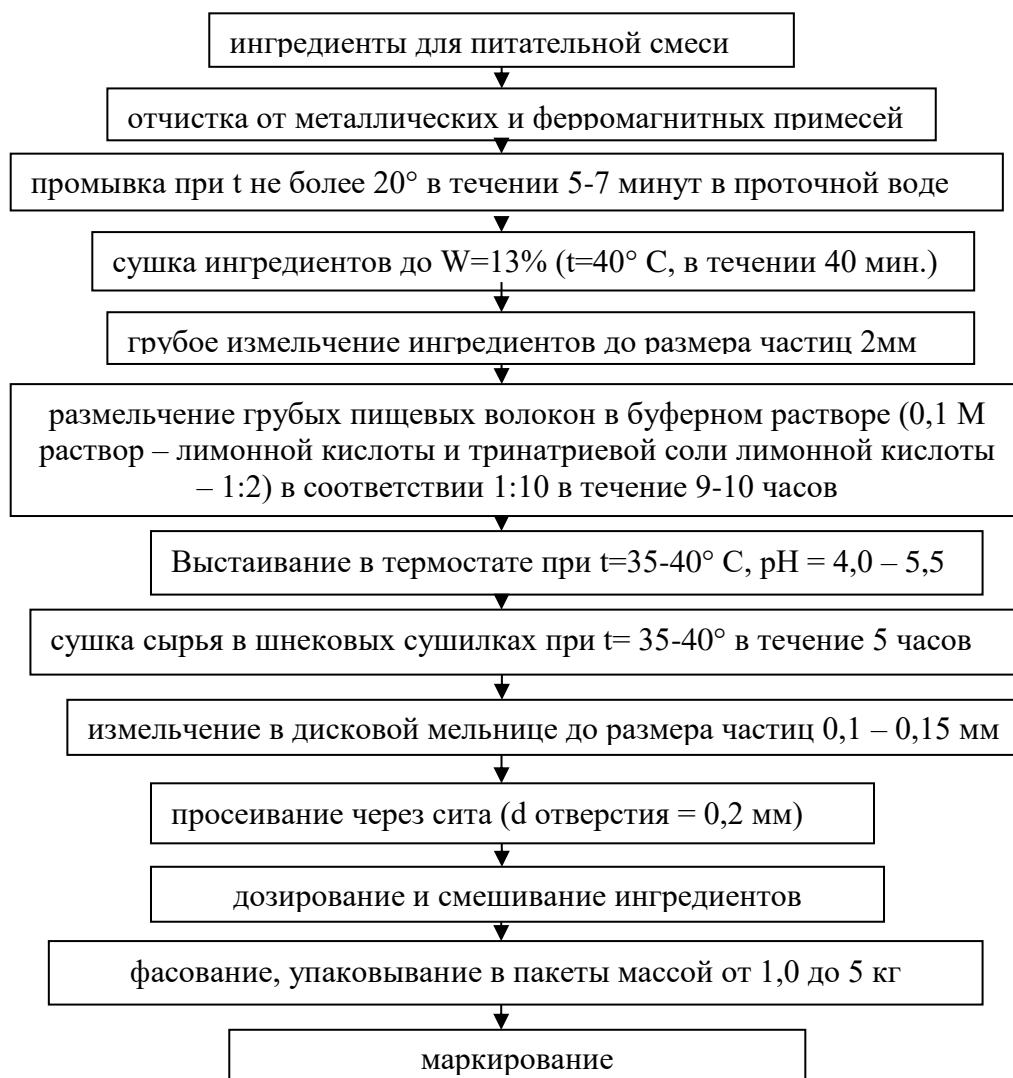 ингредиенты для питательной смеси
отчистка от металлических и ферромагнитных примесей
промывка при t не более 20° в течении 5-7 минут в проточной воде
сушка ингредиентов до W=13% (t=40° С, в течении 40 мин.)
грубое измельчение ингредиентов до размера частиц 2мм
размельчение грубых пищевых волокон в буферном растворе (0,1 М
раствор – лимонной кислоты и тринатриевой соли лимонной кислоты
– 1:2) в соответствии 1:10 в течение 9-10 часов
Выстаивание в термостате при t=35-40° С, рН = 4,0 – 5,5
сушка сырья в шнековых сушилках при t= 35-40° в течение 5 часов
измельчение в дисковой мельнице до размера частиц 0,1 – 0,15 мм
просеивание через сита (d отверстия = 0,2 мм)
дозирование и смешивание ингредиентов
фасование, упаковывание в пакеты массой от 1,0 до 5 кг
маркирование